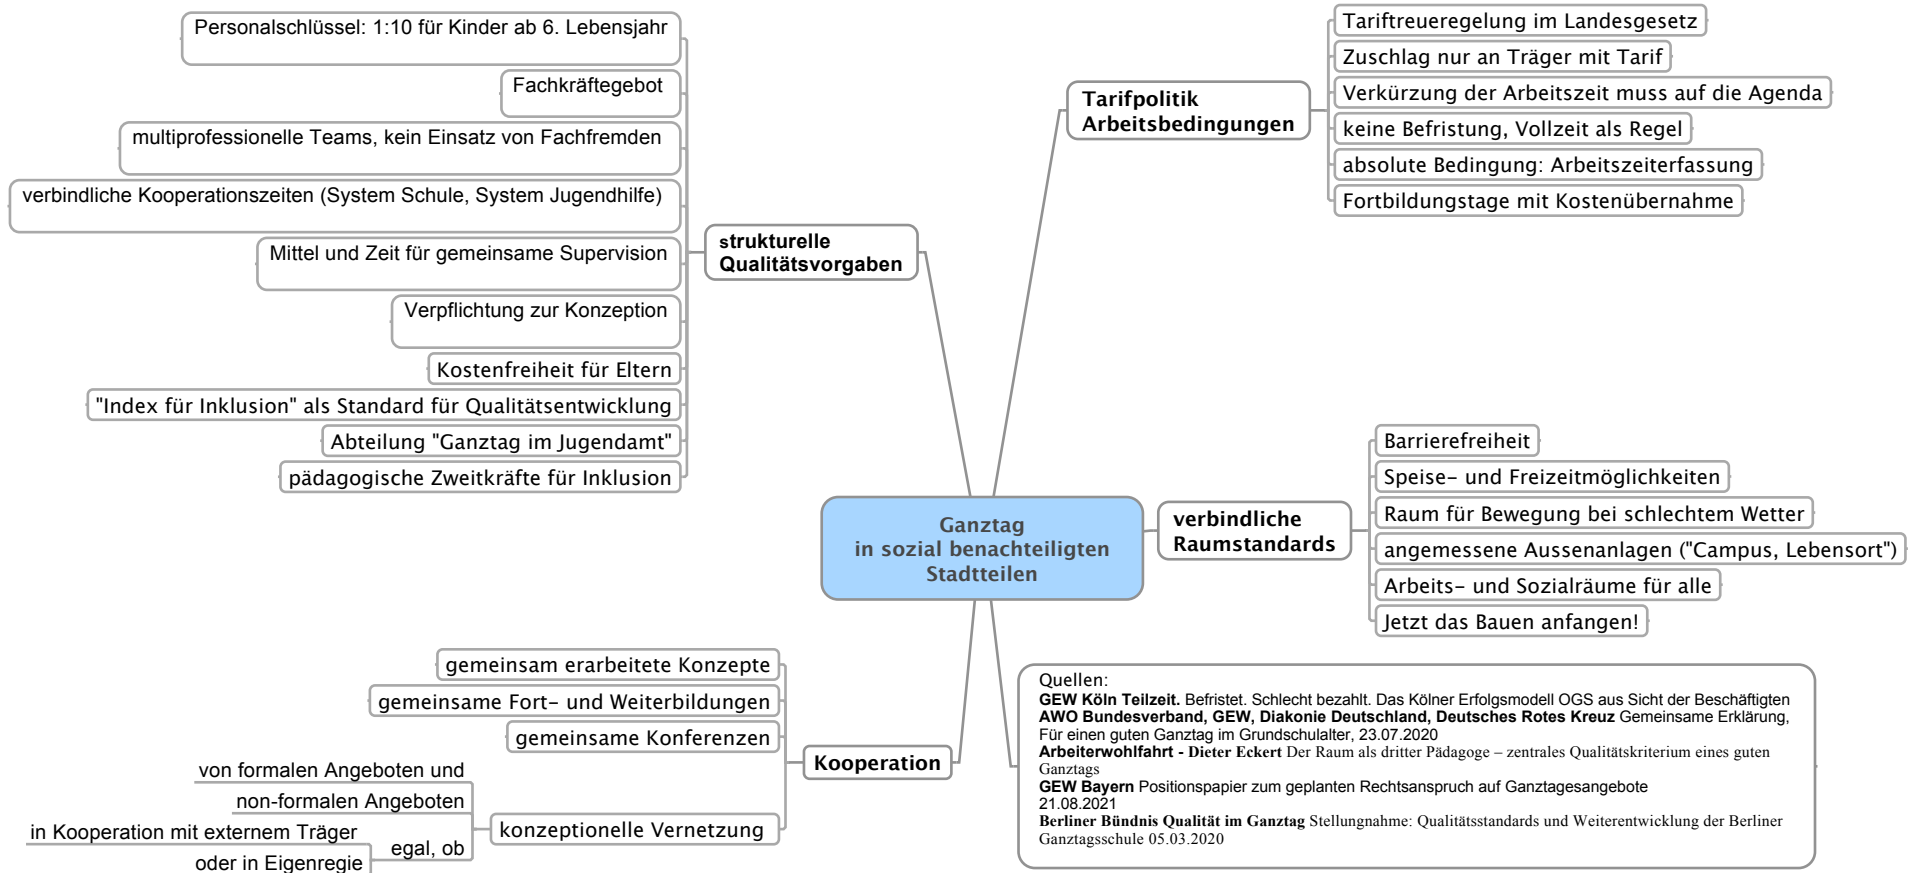 Personalschlüssel: 1:10 für Kinder ab 6. Lebensjahr
Fachkräftegebot
multiprofessionelle Teams, kein Einsatz von Fachfremden
verbindliche Kooperationszeiten (System Schule, System Jugendhilfe)
Mittel und Zeit für gemeinsame Supervision
Verpflichtung zur Konzeption
Kostenfreiheit für Eltern
"Index für Inklusion" als Standard für Qualitätsentwicklung
Abteilung "Ganztag im Jugendamt"
pädagogische Zweitkräfte für Inklusion
strukturelle
Qualitätsvorgaben
Tarifpolitik
Arbeitsbedingungen
Tariftreueregelung im Landesgesetz
Zuschlag nur an Träger mit Tarif
Verkürzung der Arbeitszeit muss auf die Agenda
keine Befristung, Vollzeit als Regel
absolute Bedingung: Arbeitszeiterfassung
Fortbildungstage mit Kostenübernahme
Ganztag
in sozial benachteiligten
Stadtteilen
verbindliche
Raumstandards
Barrierefreiheit
Speise- und Freizeitmöglichkeiten
Raum für Bewegung bei schlechtem Wetter
angemessene Aussenanlagen ("Campus, Lebensort")
Arbeits- und Sozialräume für alle
Jetzt das Bauen anfangen!
gemeinsam erarbeitete Konzepte
gemeinsame Fort- und Weiterbildungen
gemeinsame Konferenzen
Kooperation
konzeptionelle Vernetzung
von formalen Angeboten und
non-formalen Angeboten
egal, ob
in Kooperation mit externem Träger
oder in Eigenregie
Quellen:
GEW Köln Teilzeit. Befristet. Schlecht bezahlt. Das Kölner Erfolgsmodell OGS aus Sicht der Beschäftigten
AWO Bundesverband, GEW, Diakonie Deutschland, Deutsches Rotes Kreuz Gemeinsame Erklärung,
Für einen guten Ganztag im Grundschulalter, 23.07.2020
Arbeiterwohlfahrt - Dieter Eckert Der Raum als dritter Pädagoge – zentrales Qualitätskriterium eines guten
Ganztags
GEW Bayern Positionspapier zum geplanten Rechtsanspruch auf Ganztagesangebote
21.08.2021
Berliner Bündnis Qualität im Ganztag Stellungnahme: Qualitätsstandards und Weiterentwicklung der Berliner
Ganztagsschule 05.03.2020